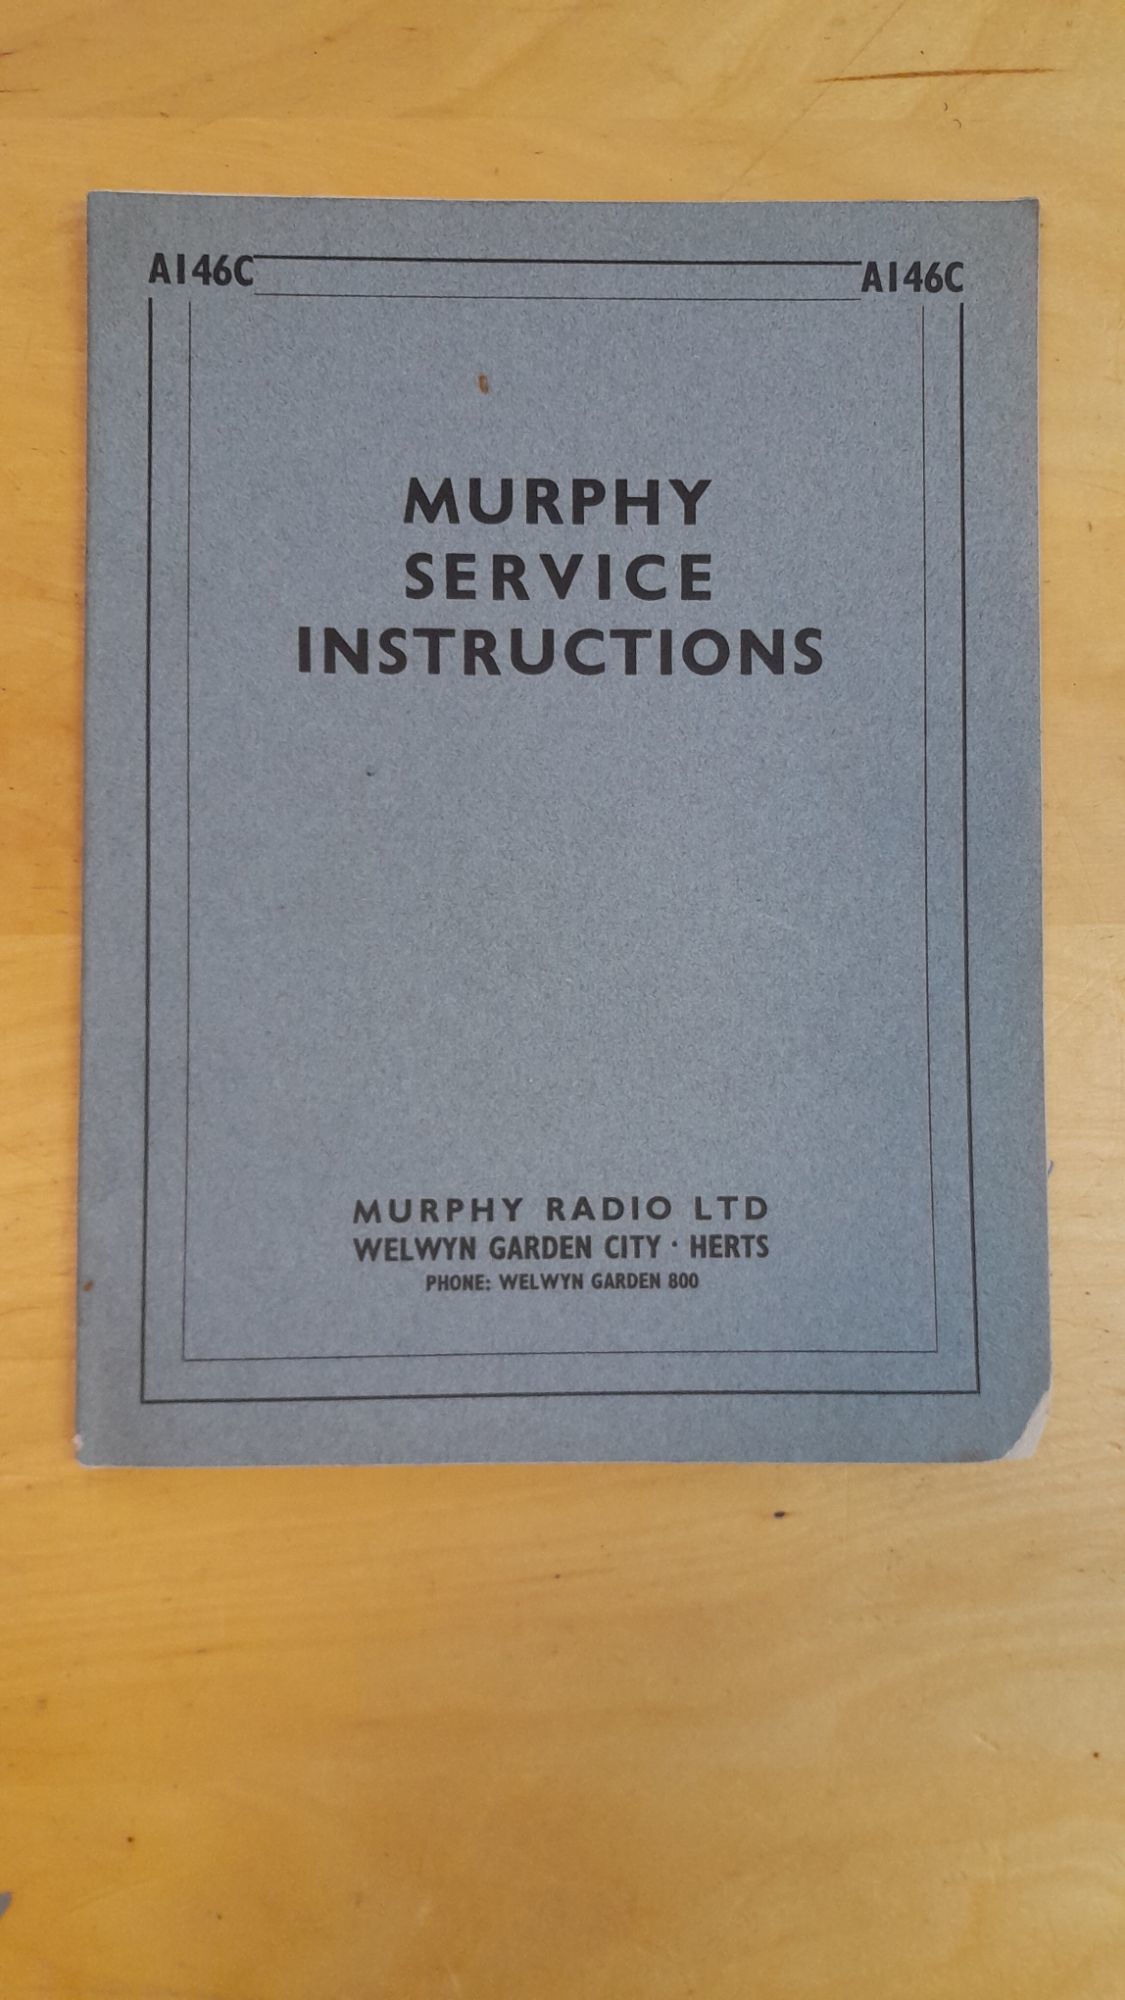 A146C A146C
MURPHY
SERVICE
INSTRUCTIONS
MURPHY RADIO LTD
WELWYN GARDEN CITY · HERTS
PHONE: WELWYN GARDEN 800